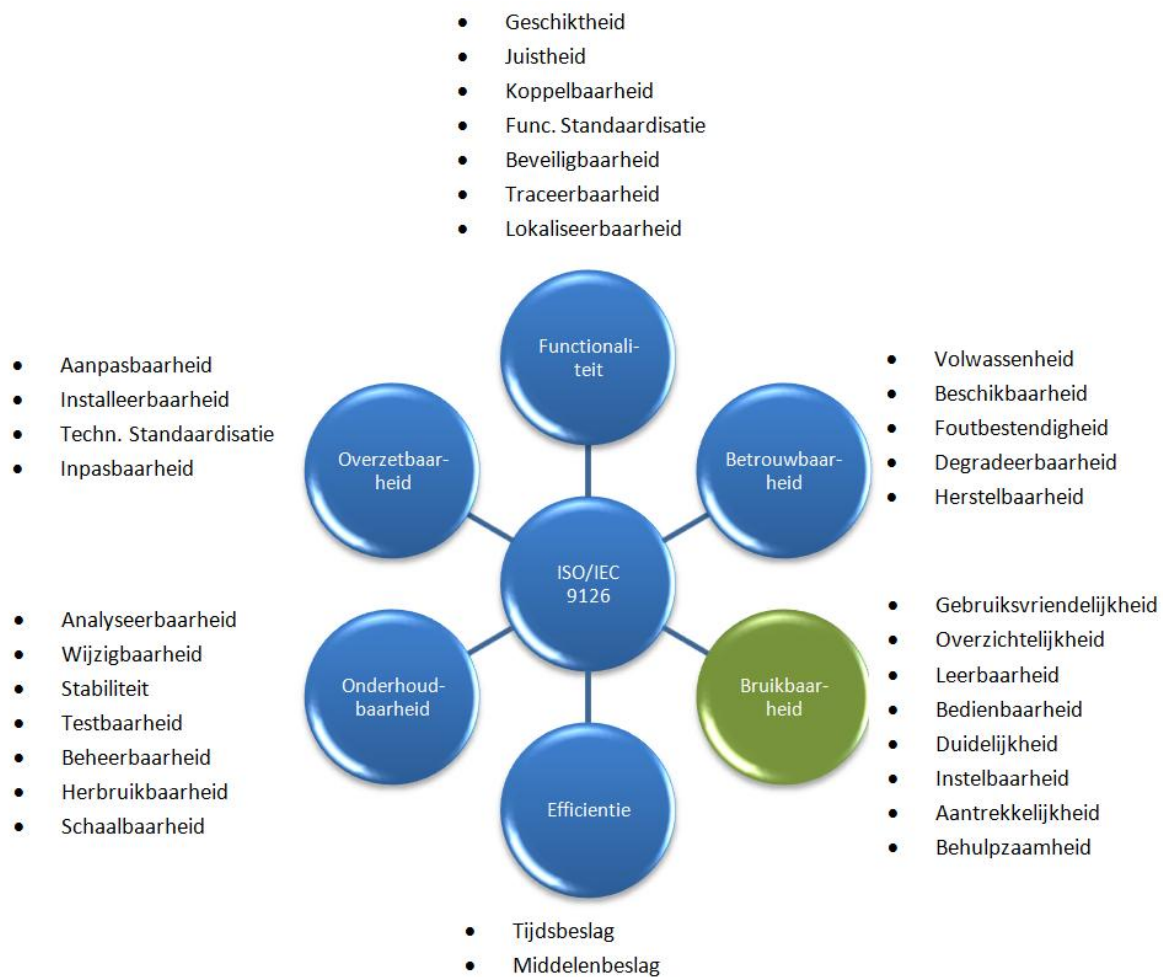 • Geschiktheid
• Juistheid
• Koppelbaarheid
• Func. Standaardisatie
• Beveiligbaarheid
• Traceerbaarheid
• Lokaliseerbaarheid
Functionali-
teit
• Aanpasbaarheid
• Installeerbaarheid
• Techn. Standaardisatie
• Inpasbaarheid
Overzetbaar-
heid
Betrouwbaar-
heid
• Volwassenheid
• Beschikbaarheid
• Foutbestendigheid
• Degradeerbaarheid
• Herstelbaarheid
ISO/IEC
9126
• Analyseerbaarheid
• Wijzigbaarheid
• Stabiliteit
• Testbaarheid
• Beheerbaarheid
• Herbruikbaarheid
• Schaalbaarheid
Onderhoud-
baarheid
Bruikbaar-
heid
• Gebruiksvriendelijkheid
• Overzichtelijkheid
• Leerbaarheid
• Bedienbaarheid
• Duidelijkheid
• Instelbaarheid
• Aantrekkelijkheid
• Behulpzaamheid
Efficientie
• Tijdsbeslag
• Middelenbeslag